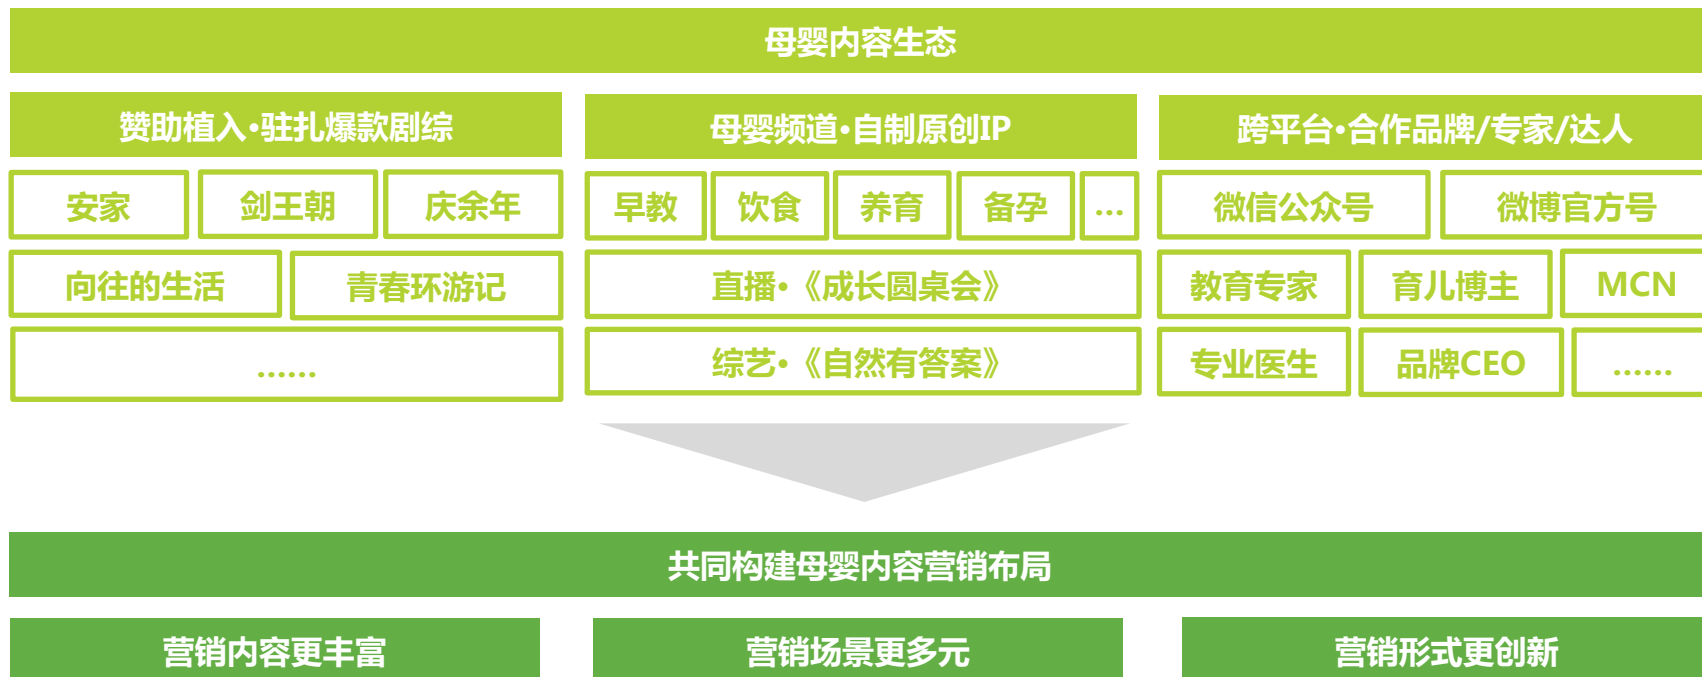 母婴内容生态
赞助植入·驻扎爆款剧综
安家
剑王朝
庆余年
向往的生活
青春环游记
……
母婴频道·自制原创IP
早教
饮食
养育
备孕
…
直播·《成长圆桌会》
综艺·《自然有答案》
跨平台·合作品牌/专家/达人
微信公众号
微博官方号
教育专家
育儿博主
MCN
专业医生
品牌CEO
……
共同构建母婴内容营销布局
营销内容更丰富
营销场景更多元
营销形式更创新